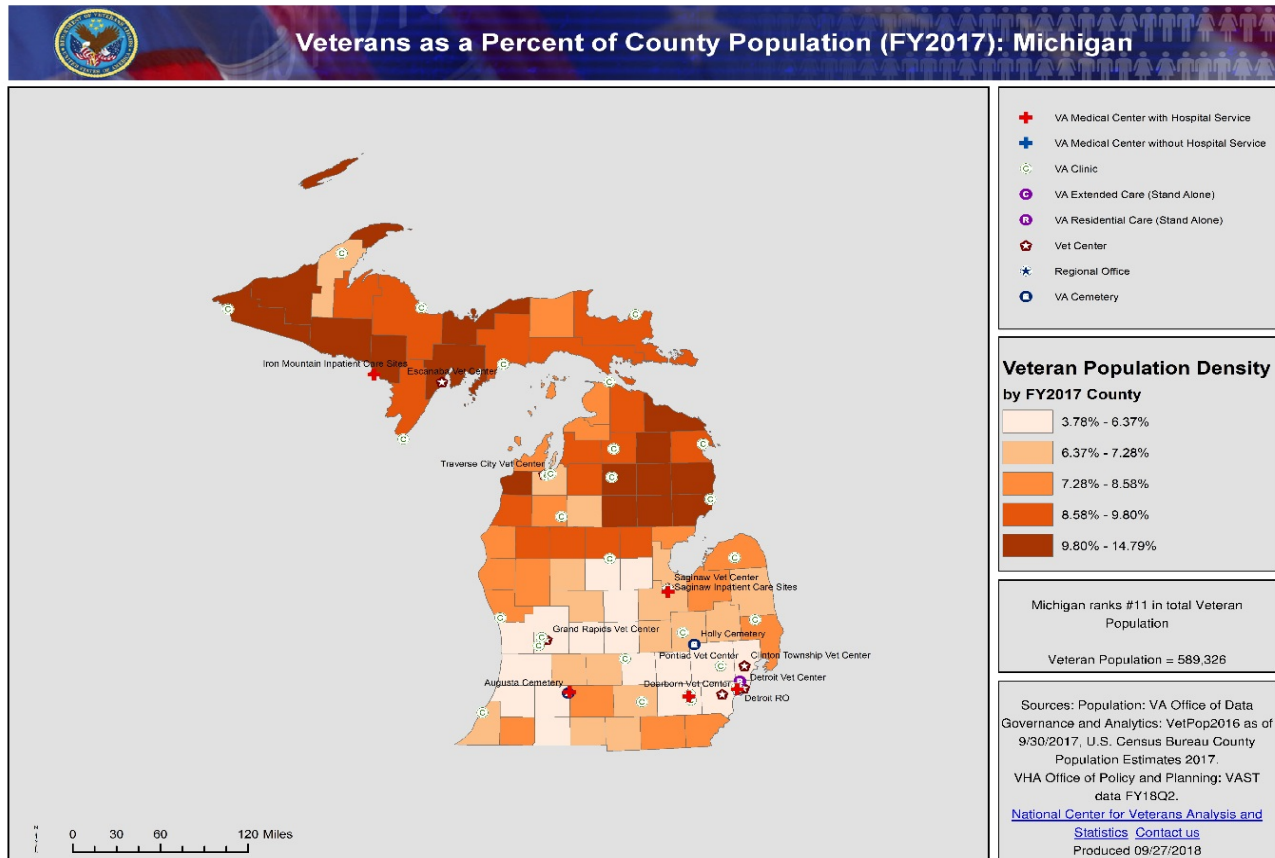 Veterans as a Percent of County Population (FY2017): Michigan
VA Medical Center with Hospital Service
VA Medical Center without Hospital Service
C
VA Clinic
C
VA Extended Care (Stand Alone)
R
VA Residential Care (Stand Alone)
Vet Center
Regional Office
VA Cemetery
Veteran Population Density
by FY2017 County
3.78% - 6.37%
6.37% - 7.28%
7.28% - 8.58%
8.58% - 9.80%
9.80% - 14.79%
Michigan ranks #11 in total Veteran
Population
Veteran Population = 589,326
Sources: Population: VA Office of Data
Governance and Analytics: VetPop2016 as of
9/30/2017, U.S. Census Bureau County
Population Estimates 2017.
VHA Office of Policy and Planning: VAST
data FY18Q2.
National Center for Veterans Analysis and
Statistics Contact us
Produced 09/27/2018
Iron Mountain Inpatient Care Sites
Escanaba Vet Center
Traverse City Vet Center
Saginaw Vet Center
Saginaw Inpatient Care Sites
Grand Rapids Vet Center
Holly Cemetery
Pontiac Vet Center
Clinton Township Vet Center
Augusta Cemetery
Dearborn Vet Center
Detroit Vet Center
Detroit RO
0 30 60 120 Miles